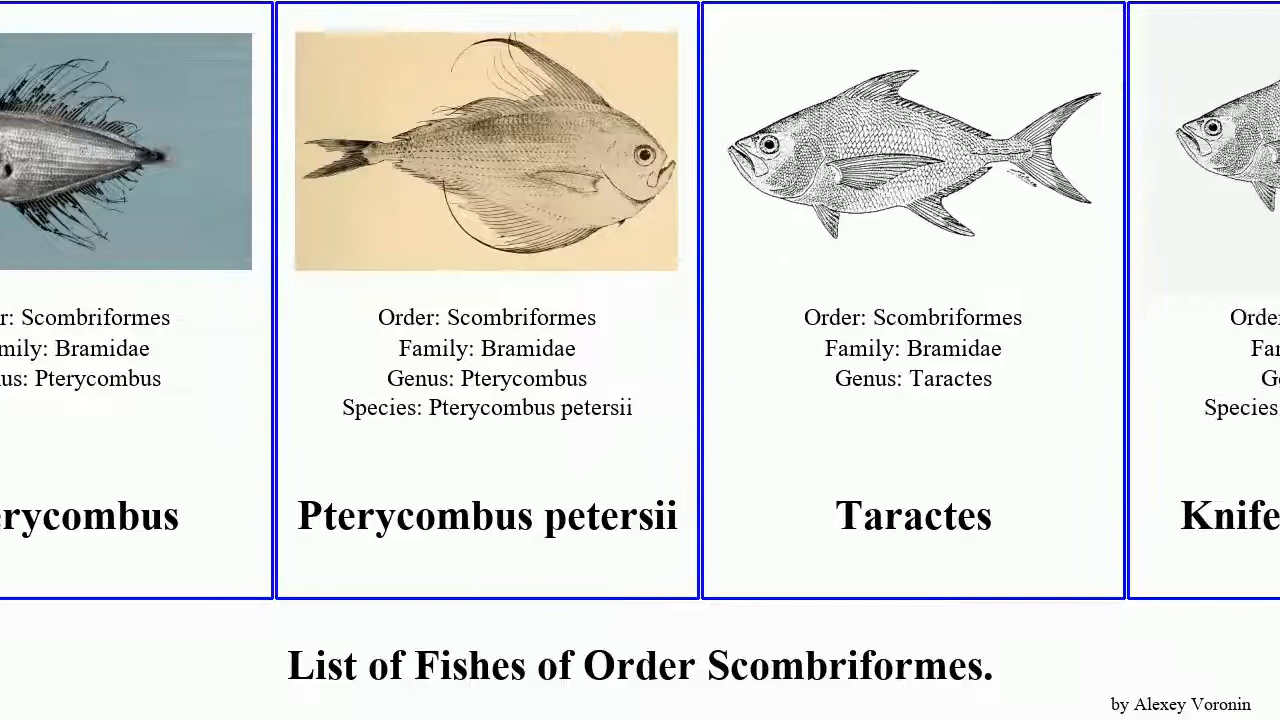 r: Scombriformes
mily: Bramidae
us: Pterycombus
erycombus
Order: Scombriformes
Family: Bramidae
Genus: Pterycombus
Species: Pterycombus petersii
Pterycombus petersii
Order: Scombriformes
Family: Bramidae
Genus: Taractes
Taractes
Orde
Fa
G
Species
Knife
List of Fishes of Order Scombriformes.
by Alexey Voronin